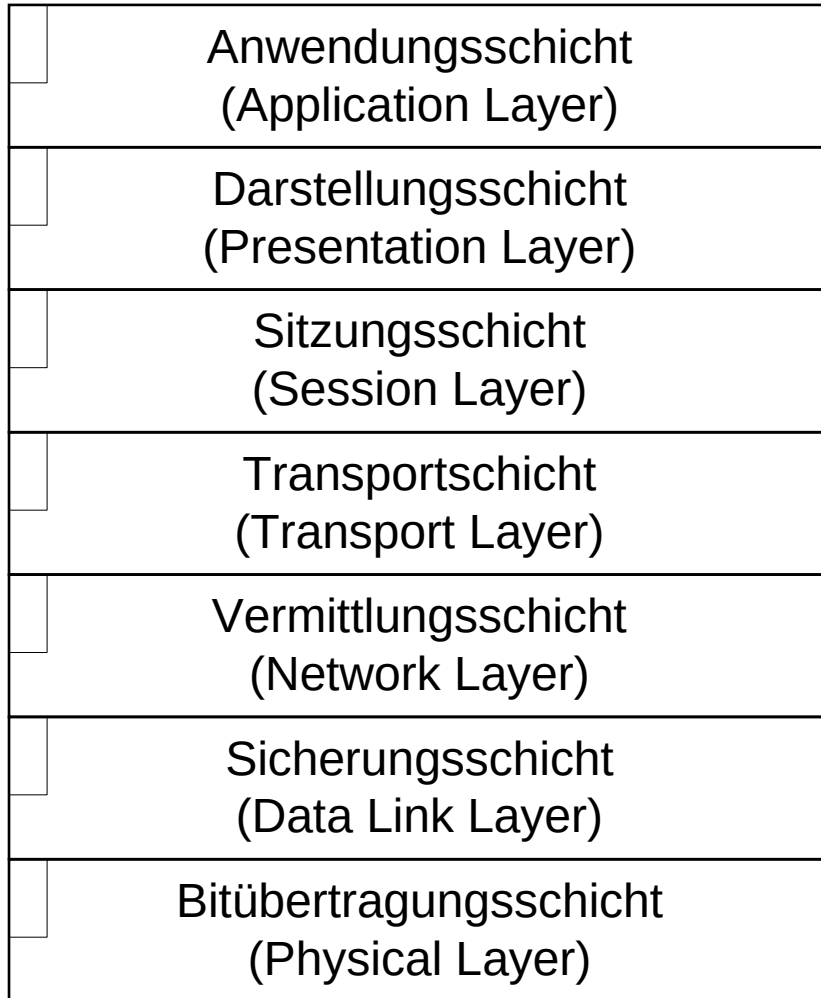 Anwendungsschicht
(Application Layer)
Darstellungsschicht
(Presentation Layer)
Sitzungsschicht
(Session Layer)
Transportschicht
(Transport Layer)
Vermittlungsschicht
(Network Layer)
Sicherungsschicht
(Data Link Layer)
Bitübertragungsschicht
(Physical Layer)